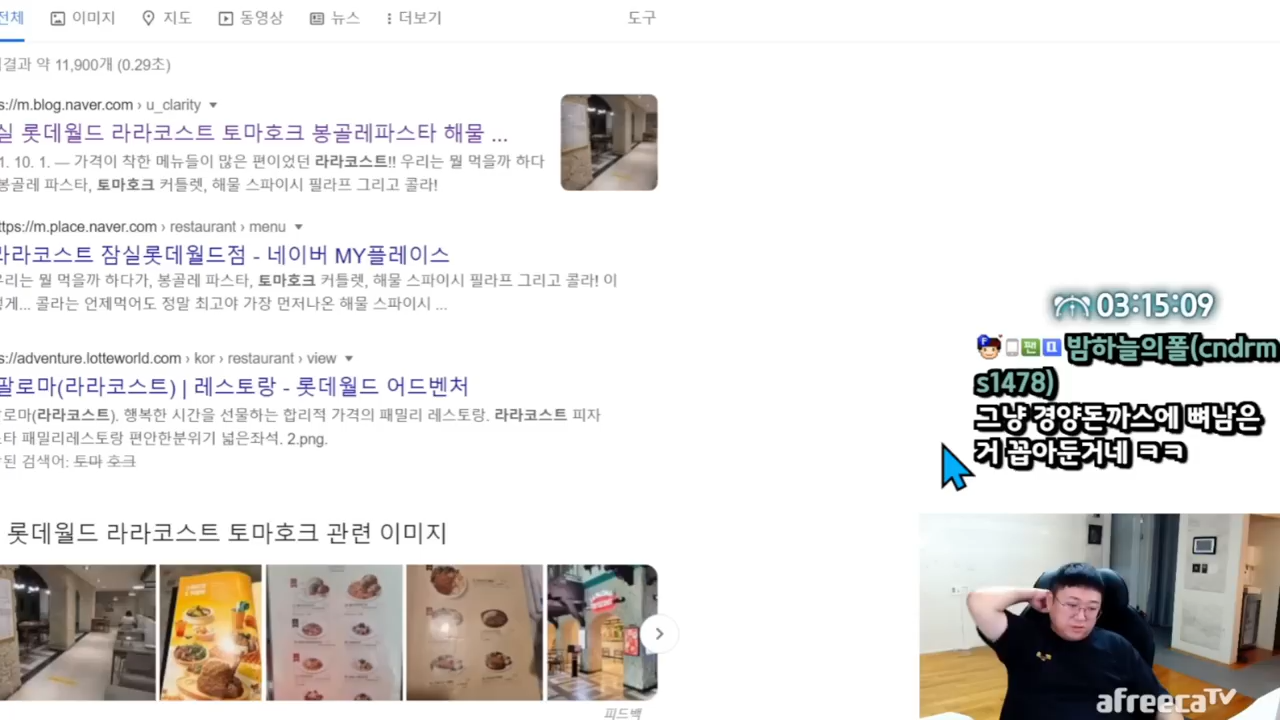 전체 이미지 지도 동영상 뉴스 더보기 도구
결과 약 11,900개 (0.29초)
s://m.blog.naver.com › u_clarity
실 롯데월드 라라코스트 토마호크 봉골레파스타 해물 ...
1. 10. 1. — 가격이 착한 메뉴들이 많은 편이었던 라라코스트!! 우리는 뭘 먹을까 하다
봉골레 파스타, 토마호크 커틀렛, 해물 스파이시 필라프 그리고 콜라!
ttps://m.place.naver.com › restaurant › menu
라라코스트 잠실롯데월드점 - 네이버 MY플레이스
우리는 뭘 먹을까 하다가, 봉골레 파스타, 토마호크 커틀렛, 해물 스파이시 필라프 그리고 콜라! 이
렇게... 콜라는 언제먹어도 정말 최고야 가장 먼저나온 해물 스파이시 ...
s://adventure.lotteworld.com › kor › restaurant › view
팔로마(라라코스트) | 레스토랑 - 롯데월드 어드벤처
로마(라라코스트). 행복한 시간을 선물하는 합리적 가격의 패밀리 레스토랑. 라라코스트 피자
스타 패밀리레스토랑 편안한분위기 넓은좌석. 2.png.
된 검색어: 토마 호크
롯데월드 라라코스트 토마호크 관련 이미지
피드백
03:15:09
팬 밤하늘의폴(cndrm
s1478)
그냥 경양돈까스에 뼈남은
거 꼽아둔거네 ㅋㅋ
afreecaTV